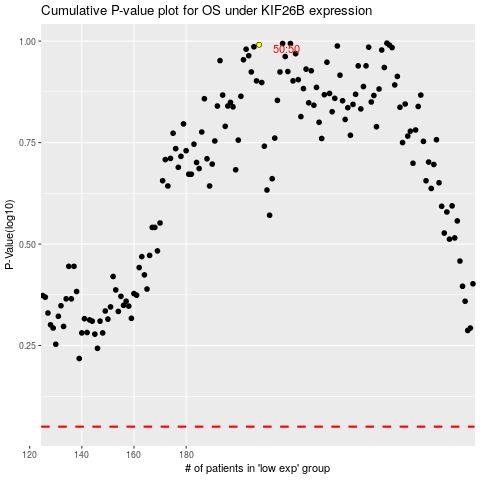 Cumulative P-value plot for OS under KIF26B expression
P-Value(log10)
1.00
0.75
0.50
0.25
50:50
120 140 160 180
# of patients in 'low exp' group